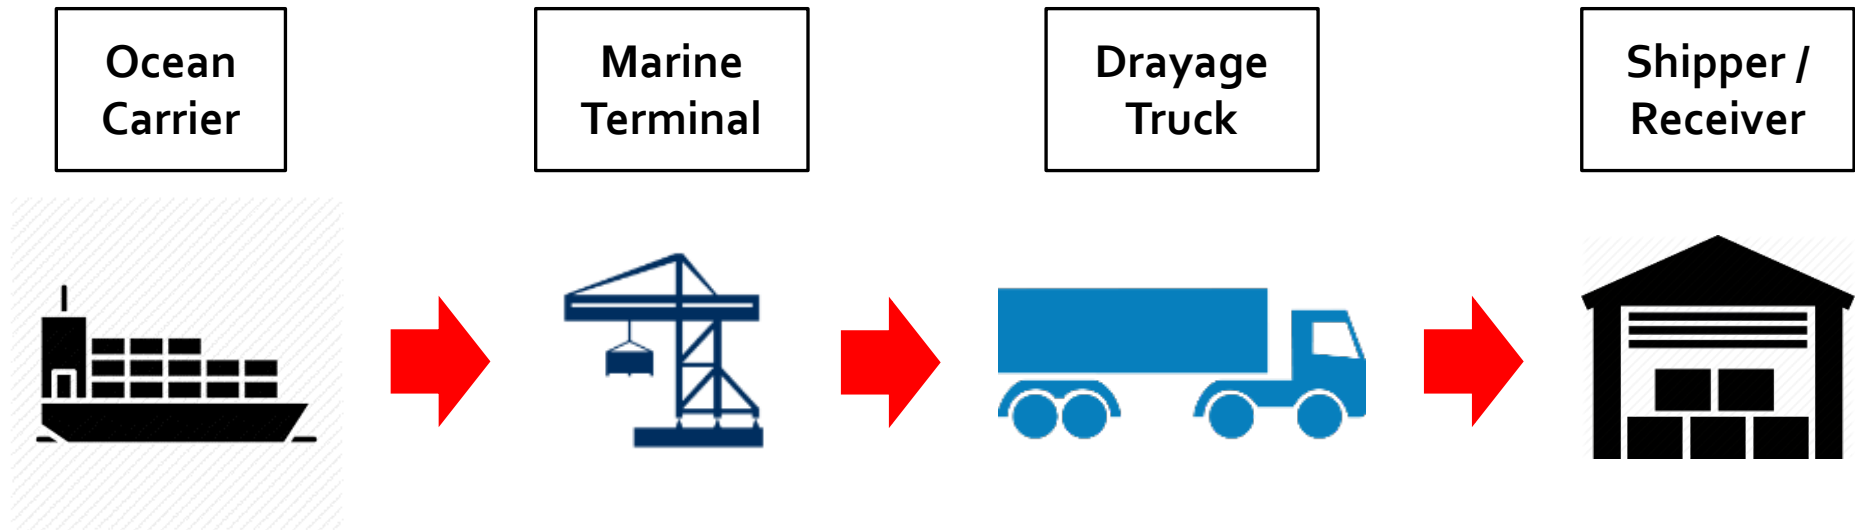 Ocean
Carrier
Marine
Terminal
Drayage
Truck
Shipper /
Receiver